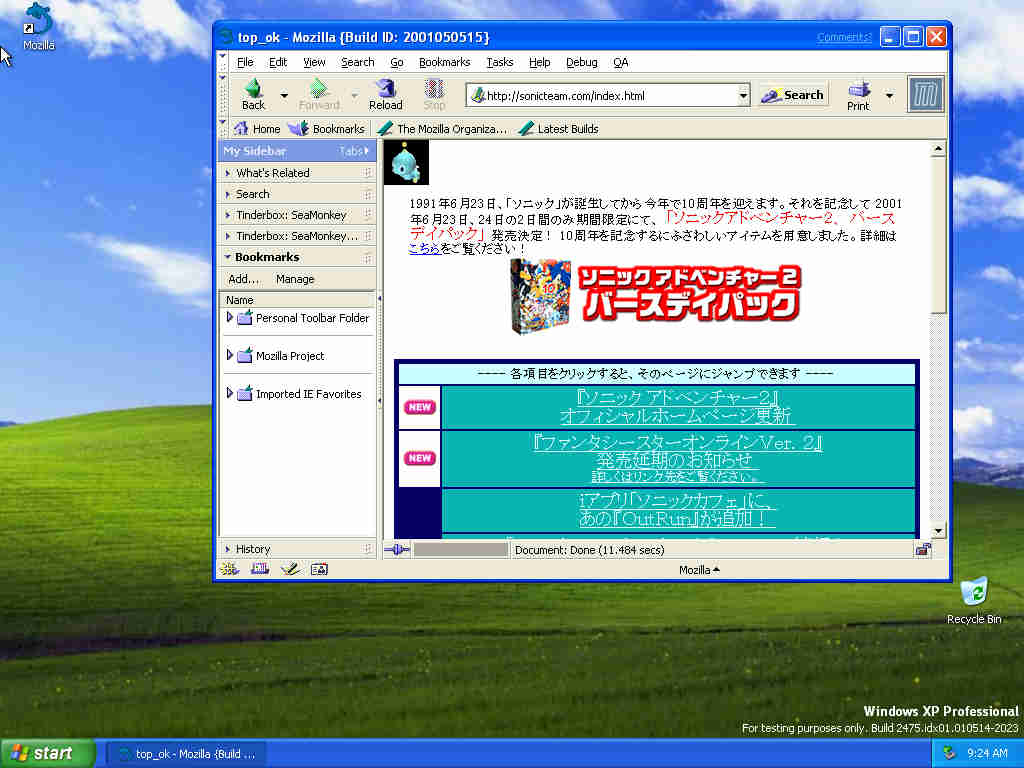 Mozilla
top_ok - Mozilla {Build ID: 2001050515}
Comments?
File Edit View Search Go Bookmarks Tasks Help Debug QA
Back Forward Reload Stop http://sonicteam.com/index.html Search Print
Home Bookmarks The Mozilla Organiza... Latest Builds
My Sidebar Tabs
What's Related
Search
Tinderbox: SeaMonkey
Tinderbox: SeaMonkey...
Bookmarks
Add... Manage
Name
Personal Toolbar Folder
Mozilla Project
Imported IE Favorites
History
1991年6月23日、「ソニック」が誕生してから今年で10周年を迎えます。それを記念して 2001
年6月23日、24日の2日間のみ期間限定にて、「ソニックアドベンチャー2、バース
デイパック」 発売決定! 10周年を記念するにふさわしいアイテムを用意しました。詳細は
こちらをご覧ください!
ソニックアドベンチャー2
バースデイパック
---- 各項目をクリックすると、そのページにジャンプできます ----
NEW
『ソニック アドベンチャー2』
オフィシャルホームページ更新
NEW
『ファンタシースターオンラインVer. 2』
発売延期のお知らせ
詳しくはリンク先をご覧ください。
iアプリ「ソニックカフェ」に、
あの『OutRun』が追加!
Document: Done (11.484 secs)
Mozilla
Recycle Bin
Windows XP Professional
For testing purposes only. Build 2475.idx01.010514-2023
start top_ok - Mozilla {Build ... 9:24 AM